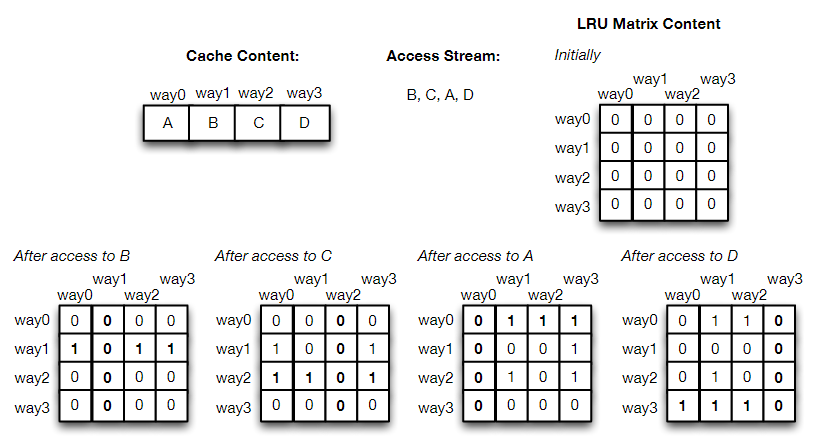 LRU Matrix Content
Cache Content:
Access Stream:
Initially
way0 way1 way2 way3
A B C D
B, C, A, D
way1 way3
way0 way2
way0 0 0 0 0
way1 0 0 0 0
way2 0 0 0 0
way3 0 0 0 0
After access to B
way1 way3
way0 way2
way0 0 0 0 0
way1 1 0 1 1
way2 0 0 0 0
way3 0 0 0 0
After access to C
way1 way3
way0 way2
way0 0 0 0 0
way1 1 0 0 1
way2 1 1 0 1
way3 0 0 0 0
After access to A
way1 way3
way0 way2
way0 0 1 1 1
way1 0 0 0 1
way2 0 1 0 1
way3 0 0 0 0
After access to D
way1 way3
way0 way2
way0 0 1 1 0
way1 0 0 0 0
way2 0 1 0 0
way3 1 1 1 0